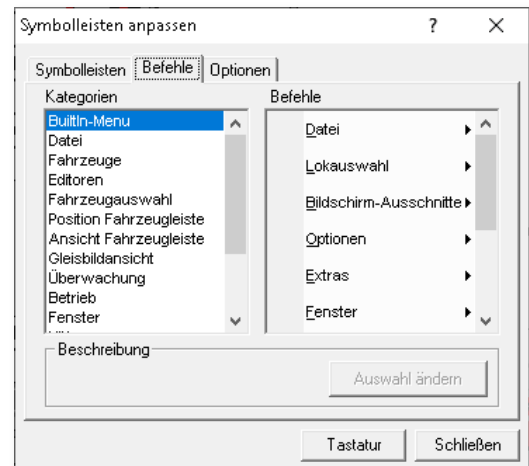 Symbolleisten anpassen
Symbolleisten Befehle Optionen
Kategorien
BuiltIn-Menu
Datei
Fahrzeuge
Editoren
Fahrzeugauswahl
Position Fahrzeugleiste
Ansicht Fahrzeugleiste
Gleisbildansicht
Überwachung
Betrieb
Fenster
Befehle
Datei
Lokauswahl
Bildschirm-Ausschnitte
Optionen
Extras
Fenster
Beschreibung
Auswahl ändern
Tastatur
Schließen